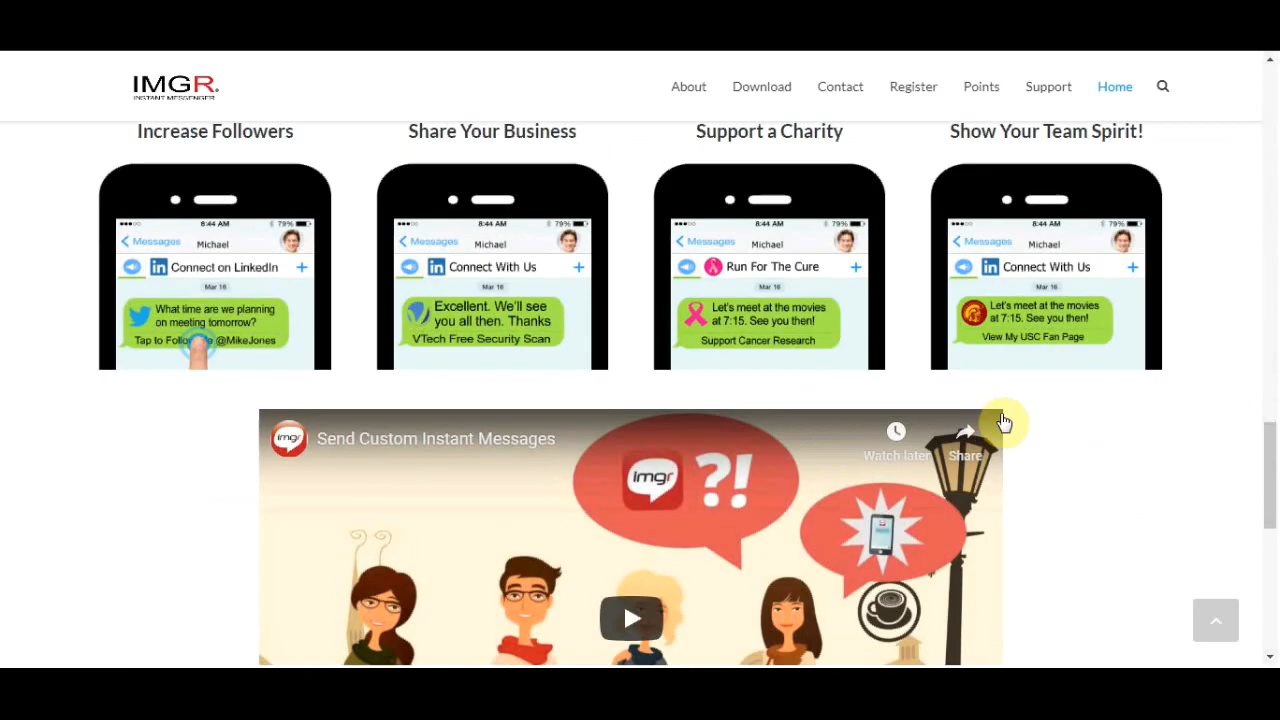 IMGR.
INSTANT MESSENGER
About Download Contact Register Points Support Home
Increase Followers
Share Your Business
Support a Charity
Show Your Team Spirit!
8:44 AM 79%
Messages Michael
in Connect on LinkedIn +
Mar 16
What time are we planning
on meeting tomorrow?
Tap to Follow @MikeJones
8:44 AM 79%
Messages Michael
in Connect With Us +
Mar 16
Excellent. We'll see
you all then. Thanks
VTech Free Security Scan
8:44 AM 79%
Messages Michael
Run For The Cure +
Mar 16
Let's meet at the movies
at 7:15. See you then!
Support Cancer Research
8:44 AM 79%
Messages Michael
in Connect With Us +
Mar 16
Let's meet at the movies
at 7:15. See you then!
View My USC Fan Page
imgr Send Custom Instant Messages
Watch later Share
imgr ?!